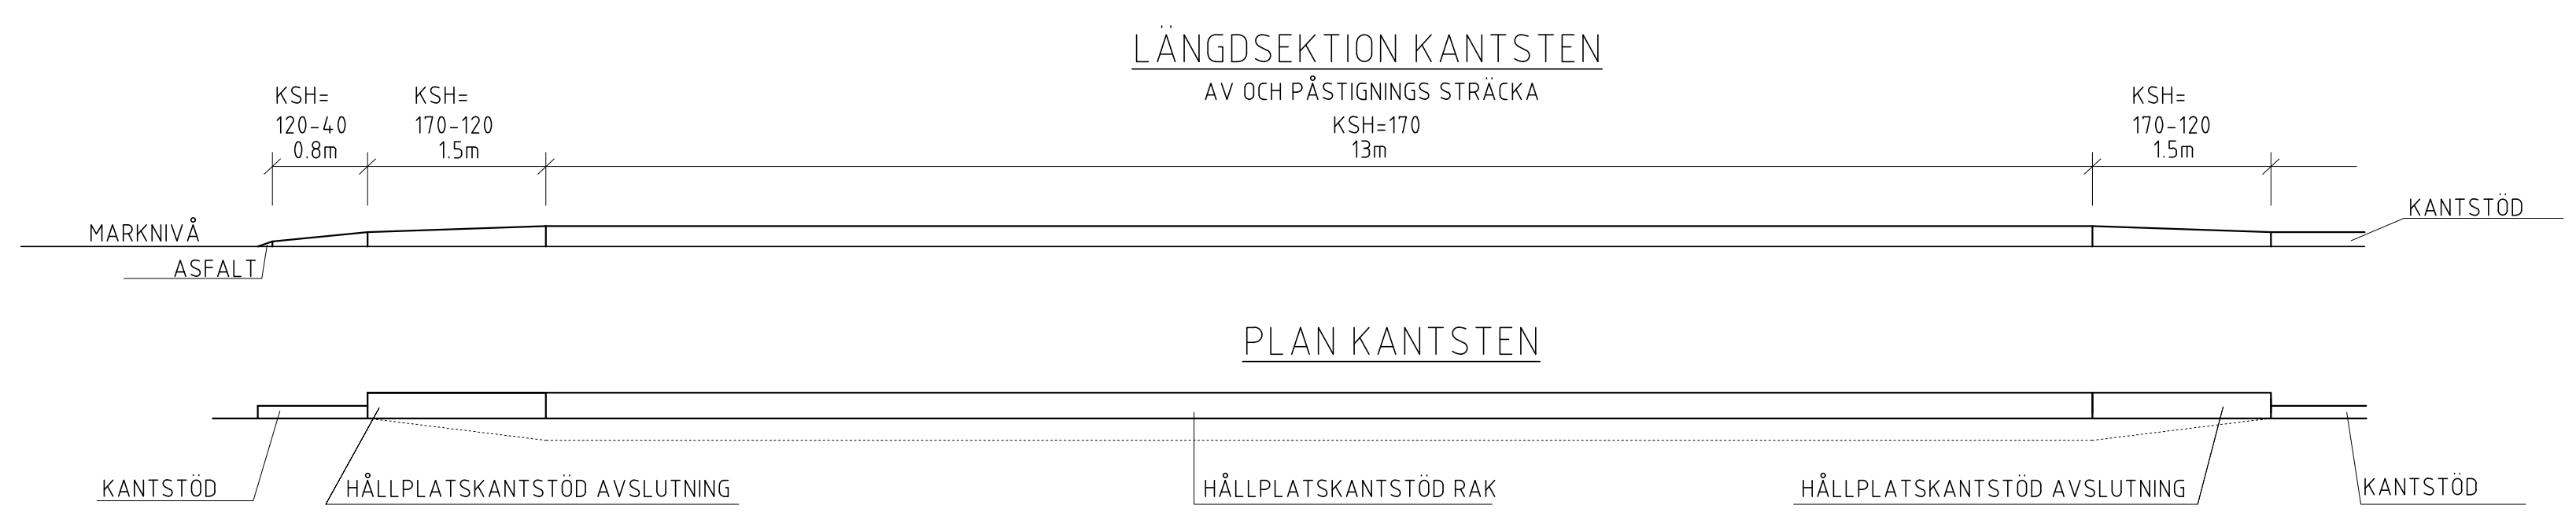 LÄNGDSEKTION KANTSTEN
AV OCH PÅSTIGNINGS STRÄCKA
KSH=
120-40
0.8m
KSH=
170-120
1.5m
KSH=170
13m
KSH=
170-120
1.5m
MARKNIVÅ
ASFALT
KANTSTÖD
PLAN KANTSTEN
KANTSTÖD
HÅLLPLATSKANTSTÖD AVSLUTNING
HÅLLPLATSKANTSTÖD RAK
HÅLLPLATSKANTSTÖD AVSLUTNING
KANTSTÖD